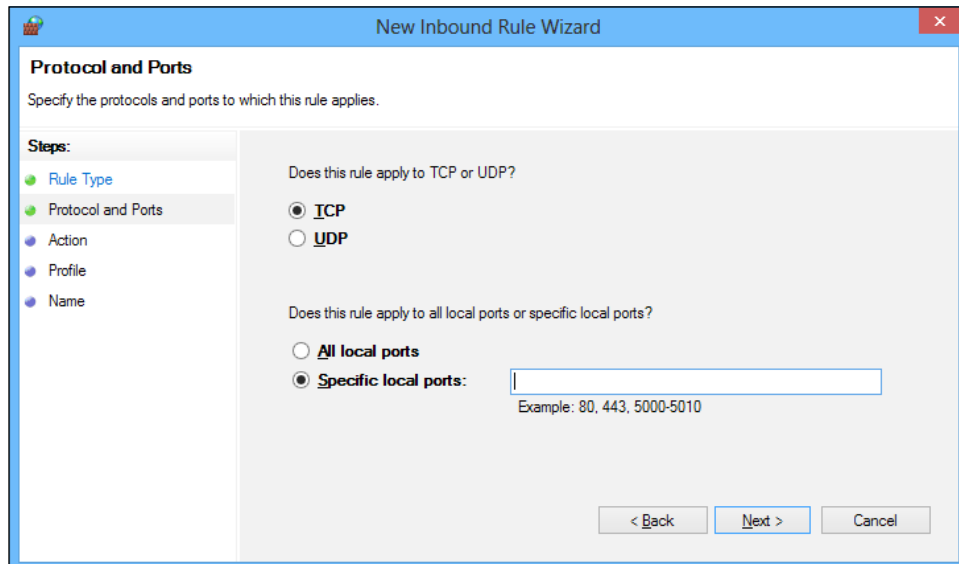 New Inbound Rule Wizard
Protocol and Ports
Specify the protocols and ports to which this rule applies.
Steps:
Rule Type
Protocol and Ports
Action
Profile
Name
Does this rule apply to TCP or UDP?
TCP
UDP
Does this rule apply to all local ports or specific local ports?
All local ports
Specific local ports:
Example: 80, 443, 5000-5010
< Back Next > Cancel